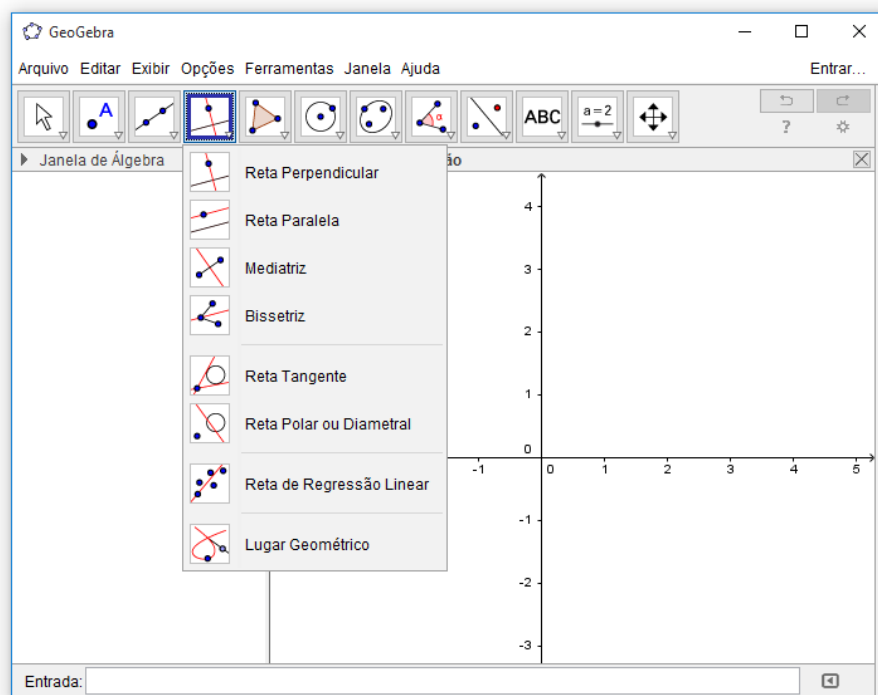 GeoGebra
Arquivo Editar Exibir Opções Ferramentas Janela Ajuda Entrar...
A α ABC a=2 ?
Janela de Álgebra ão
Reta Perpendicular
Reta Paralela
Mediatriz
Bissetriz
Reta Tangente
Reta Polar ou Diametral
Reta de Regressão Linear
Lugar Geométrico
4
3
2
1
0
-1 0 1 2 3 4 5
-1
-2
-3
Entrada: